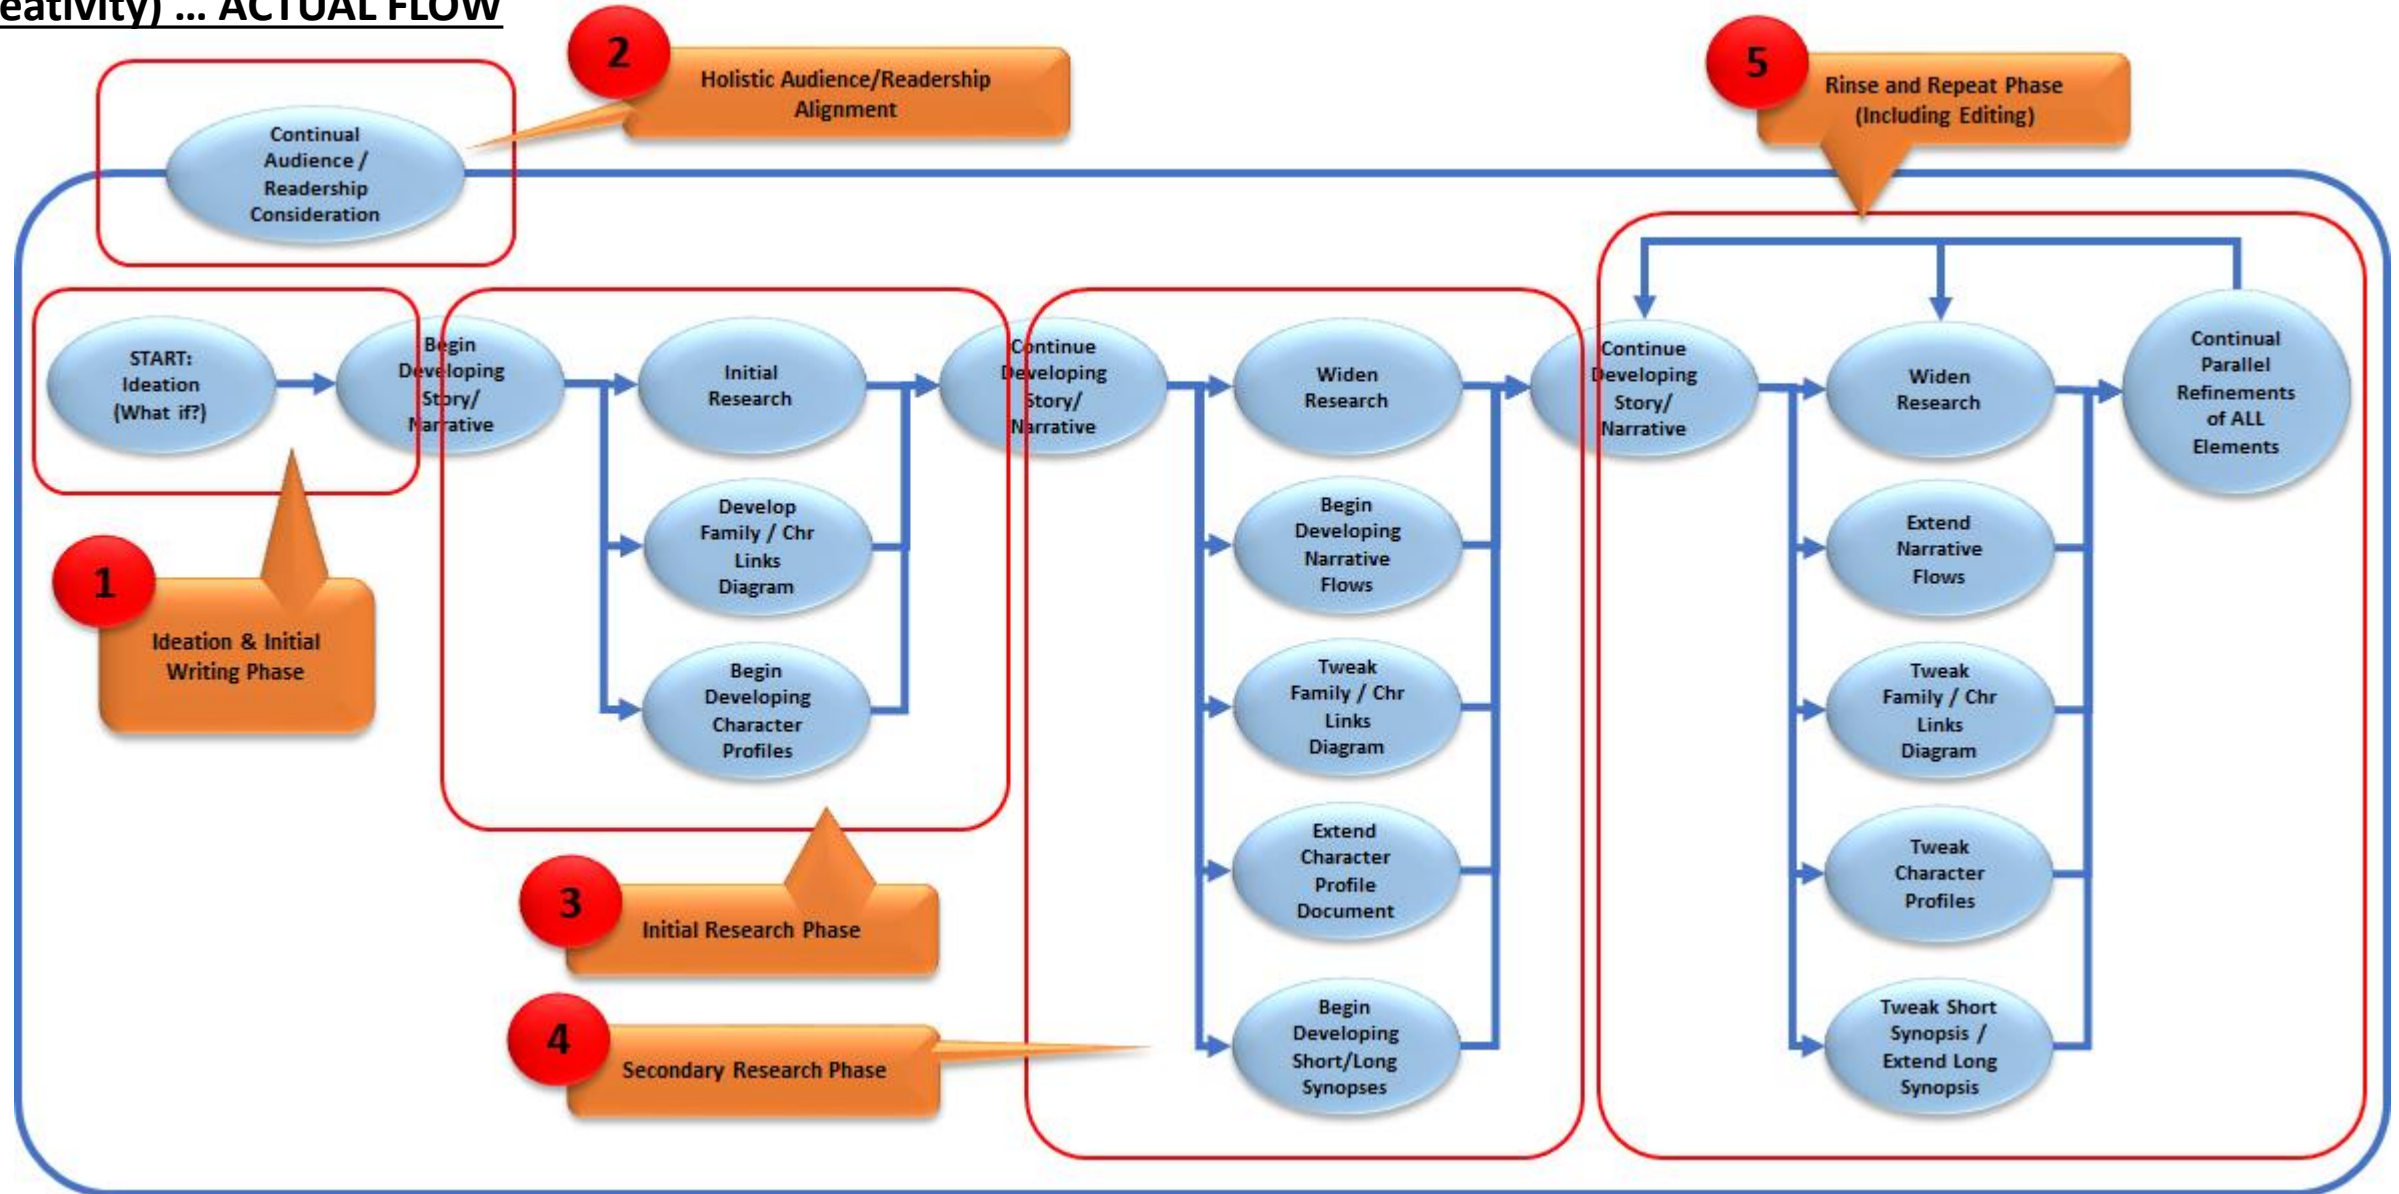 eativity) ... ACTUAL FLOW
2
Holistic Audience/Readership
Alignment
5
Rinse and Repeat Phase
(Including Editing)
Continual
Audience /
Readership
Consideration
START:
Ideation
(What if?)
Begin
Developing
Story/
Narrative
Initial
Research
Develop
Family / Chr
Links
Diagram
Begin
Developing
Character
Profiles
Continue
Developing
Story/
Narrative
Widen
Research
Begin
Developing
Narrative
Flows
Tweak
Family / Chr
Links
Diagram
Extend
Character
Profile
Document
Begin
Developing
Short/Long
Synopses
Continue
Developing
Story/
Narrative
Widen
Research
Extend
Narrative
Flows
Tweak
Family / Chr
Links
Diagram
Tweak
Character
Profiles
Tweak Short
Synopsis /
Extend Long
Synopsis
Continual
Parallel
Refinements
of ALL
Elements
1
Ideation & Initial
Writing Phase
3
Initial Research Phase
4
Secondary Research Phase